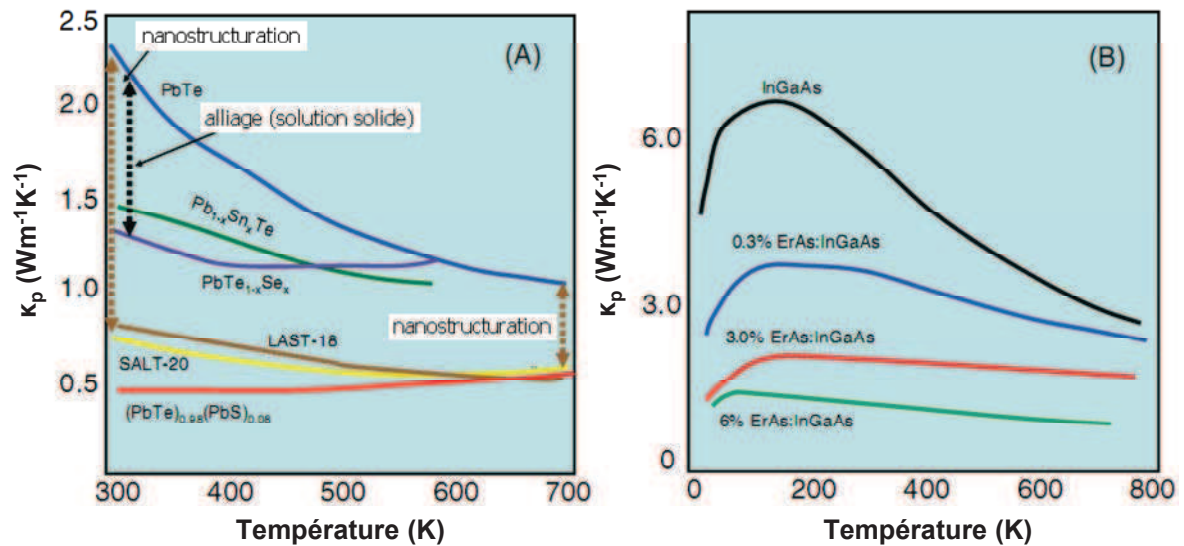 2.5
2.0
1.5
1.0
0.5
κp (Wm⁻¹K⁻¹)
nanostructuration
(A)
PbTe
alliage (solution solide)
Pb1-xSnxTe
PbTe1-xSex
nanostructuration
LAST-18
SALT-20
(PbTe)0.98(PbS)0.08
300 400 500 600 700
Température (K)
6.0
3.0
0
κp (Wm⁻¹K⁻¹)
(B)
InGaAs
0.3% ErAs:InGaAs
3.0% ErAs:InGaAs
6% ErAs:InGaAs
0 200 400 600 800
Température (K)